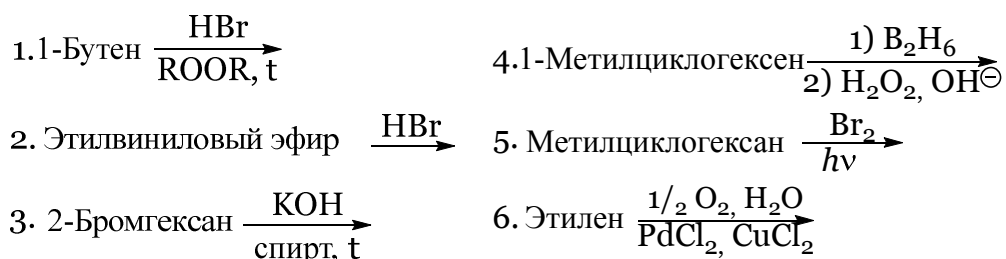 1.1-Бутен HBr
ROOR, t
2. Этилвиниловый эфир HBr
3. 2-Бромгексан KOH
спирт, t
4.1-Метилциклогексен 1) B₂H₆
2) H₂O₂, OH⊖
5. Метилциклогексан Br₂
hν
6. Этилен 1/₂ O₂, H₂O
PdCl₂, CuCl₂